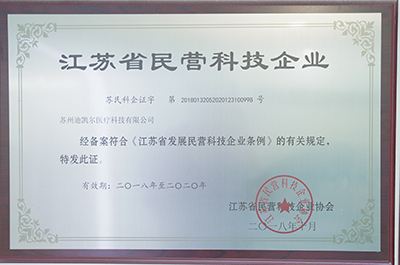 江苏省民营科技企业
苏民科企证字 第 20180132052020123100998 号
苏州迪凯尔医疗科技有限公司
经备案符合《江苏省发展民营科技企业条例》的有关规定，
特发此证。
有效期：二〇一八年至二〇二〇年
江苏省民营科技企业协会
二〇一八年十月